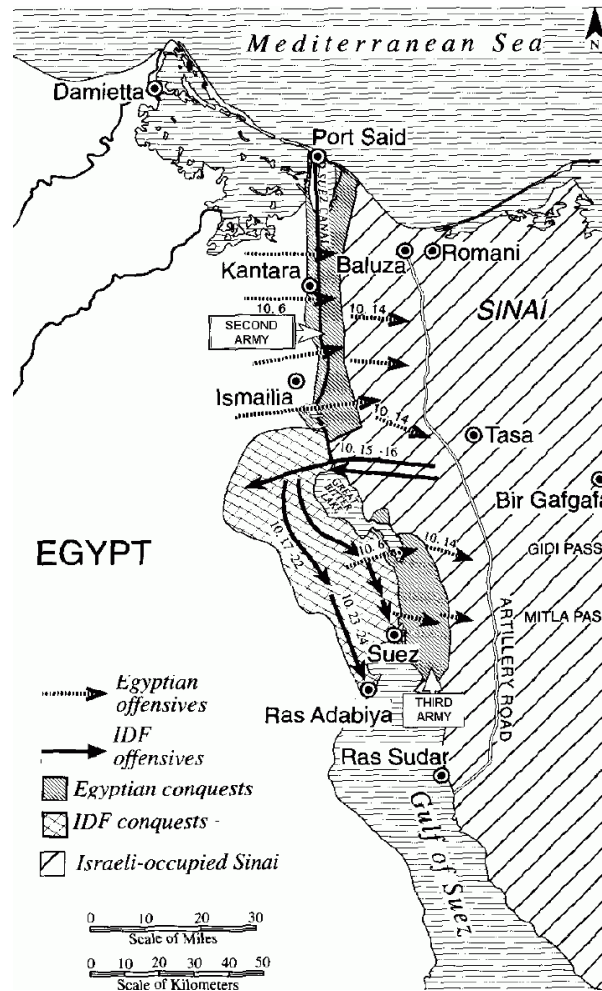 Mediterranean Sea
N
Damietta
Port Said
SUEZ CANAL
Kantara
Baluza
Romani
10. 6
10. 14
SINAI
SECOND
ARMY
Ismailia
10. 14
Tasa
10. 15 -16
GREAT
BITTER
LAKE
Bir Gafgafa
EGYPT
10. 17 - 22
10. 6
10. 14
GIDI PASS
10. 23 - 24
MITLA PAS
Suez
ARTILLERY ROAD
Egyptian
offensives
Ras Adabiya
THIRD
ARMY
IDF
offensives
Ras Sudar
Egyptian conquests
IDF conquests -
Gulf of Suez
Israeli-occupied Sinai
0 10 20 30
Scale of Miles
0 10 20 30 40 50
Scale of Kilometers